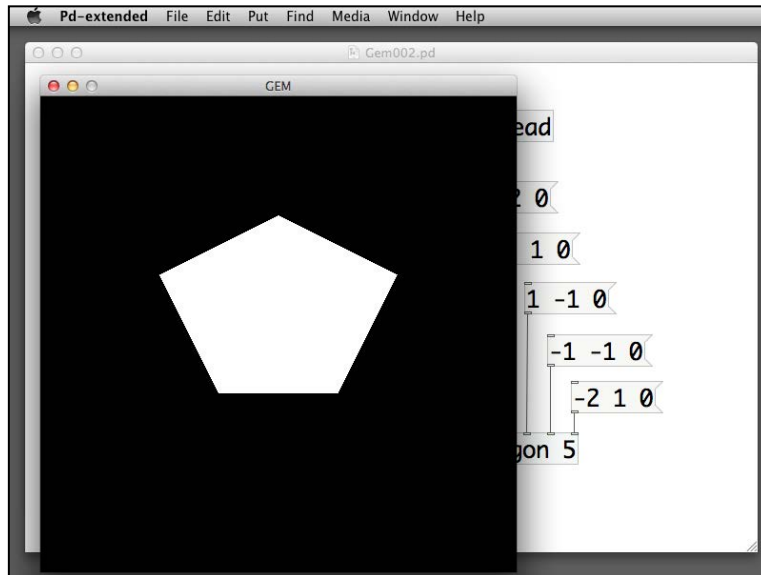 Pd-extended File Edit Put Find Media Window Help
Gem002.pd
GEM
ead
2 0
1 0
1 -1 0
-1 -1 0
-2 1 0
gon 5